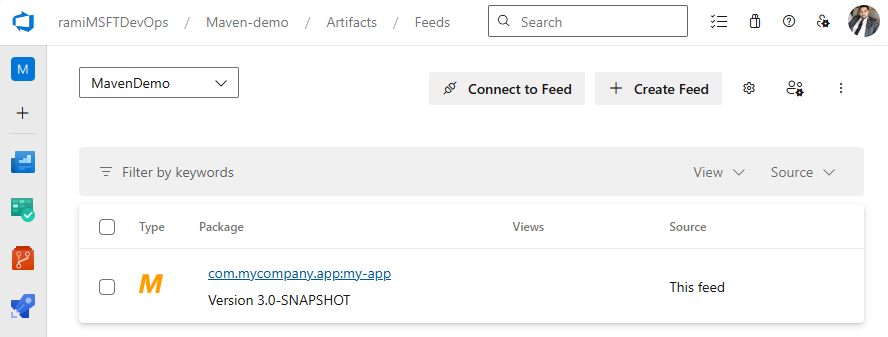 ramiMSFTDevOps / Maven-demo / Artifacts / Feeds Search
M
MavenDemo Connect to Feed Create Feed
Filter by keywords View Source
Type Package Views Source
M com.mycompany.app:my-app This feed
Version 3.0-SNAPSHOT